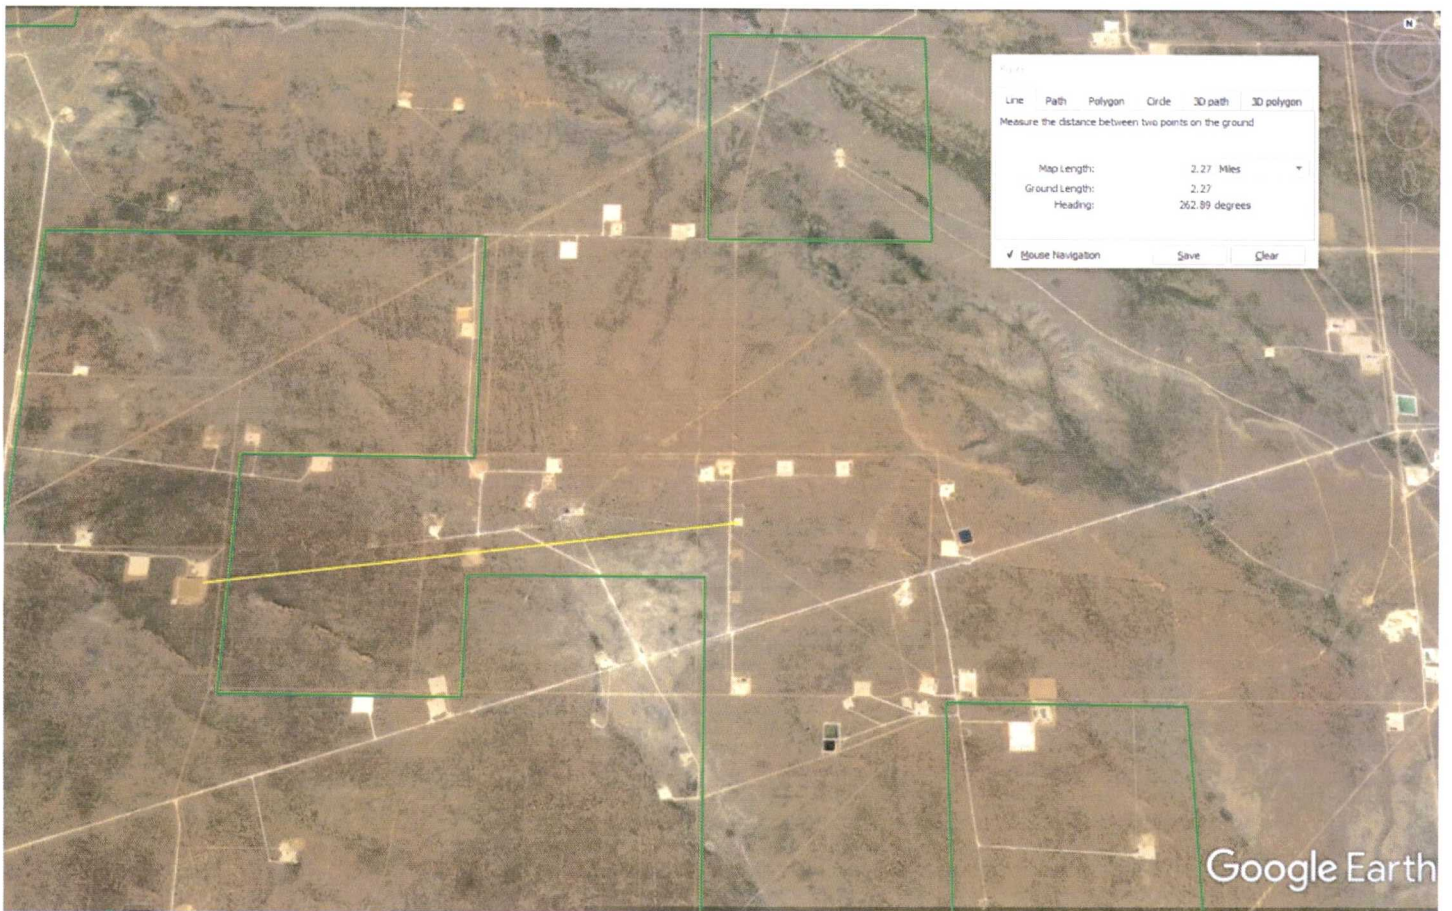 N
Line Path Polygon Circle 3D path 3D polygon
Measure the distance between two points on the ground
Map Length: 2.27 Miles
Ground Length: 2.27
Heading: 262.89 degrees
✓ Mouse Navigation Save Clear
Google Earth